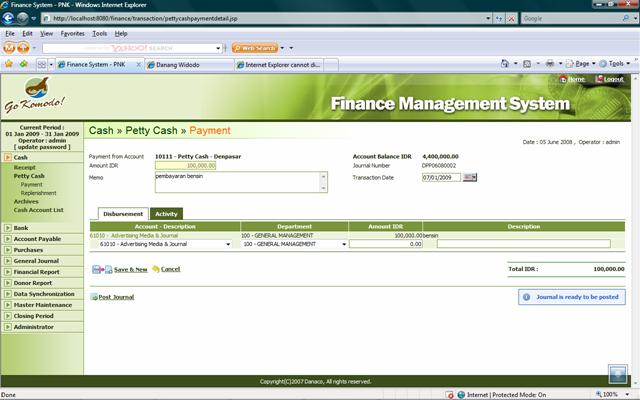 Finance System - PNK - Windows Internet Explorer
http://localhost:8080/finance/transaction/pettycashpaymentdetail.jsp
Google
File Edit View Favorites Tools Help
YAHOO! SEARCH
Web Search
Finance System - PNK
Danang Widodo
Internet Explorer cannot di...
Page
Tools
Home
Logout
Go Komodo!
Finance Management System
Current Period :
01 Jan 2009 - 31 Jan 2009
Operator : admin
[ update password ]
Cash
Receipt
Petty Cash
Payment
Replenishment
Archives
Cash Account List
Bank
Account Payable
Purchases
General Journal
Financial Report
Donor Report
Data Synchronization
Master Maintenance
Closing Period
Administrator
Cash » Petty Cash » Payment
Date : 05 June 2008 , Operator : admin
Payment from Account 10111 - Petty Cash - Denpasar
Account Balance IDR 4,400,000.00
Amount IDR 100,000.00
Journal Number DPP06080002
Memo pembayaran bensin
Transaction Date 07/01/2009
Disbursement Activity
Account - Description Department Amount IDR Description
61010 - Advertising Media & Journal 100 - GENERAL MANAGEMENT 100,000.00 bensin
61010 - Advertising Media & Journal 100 - GENERAL MANAGEMENT 0.00
Save & New Cancel
Total IDR : 100,000.00
Post Journal
Journal is ready to be posted
Copyright(C)2007 Danaco, All rights reserved.
Done
Internet | Protected Mode: On
100%